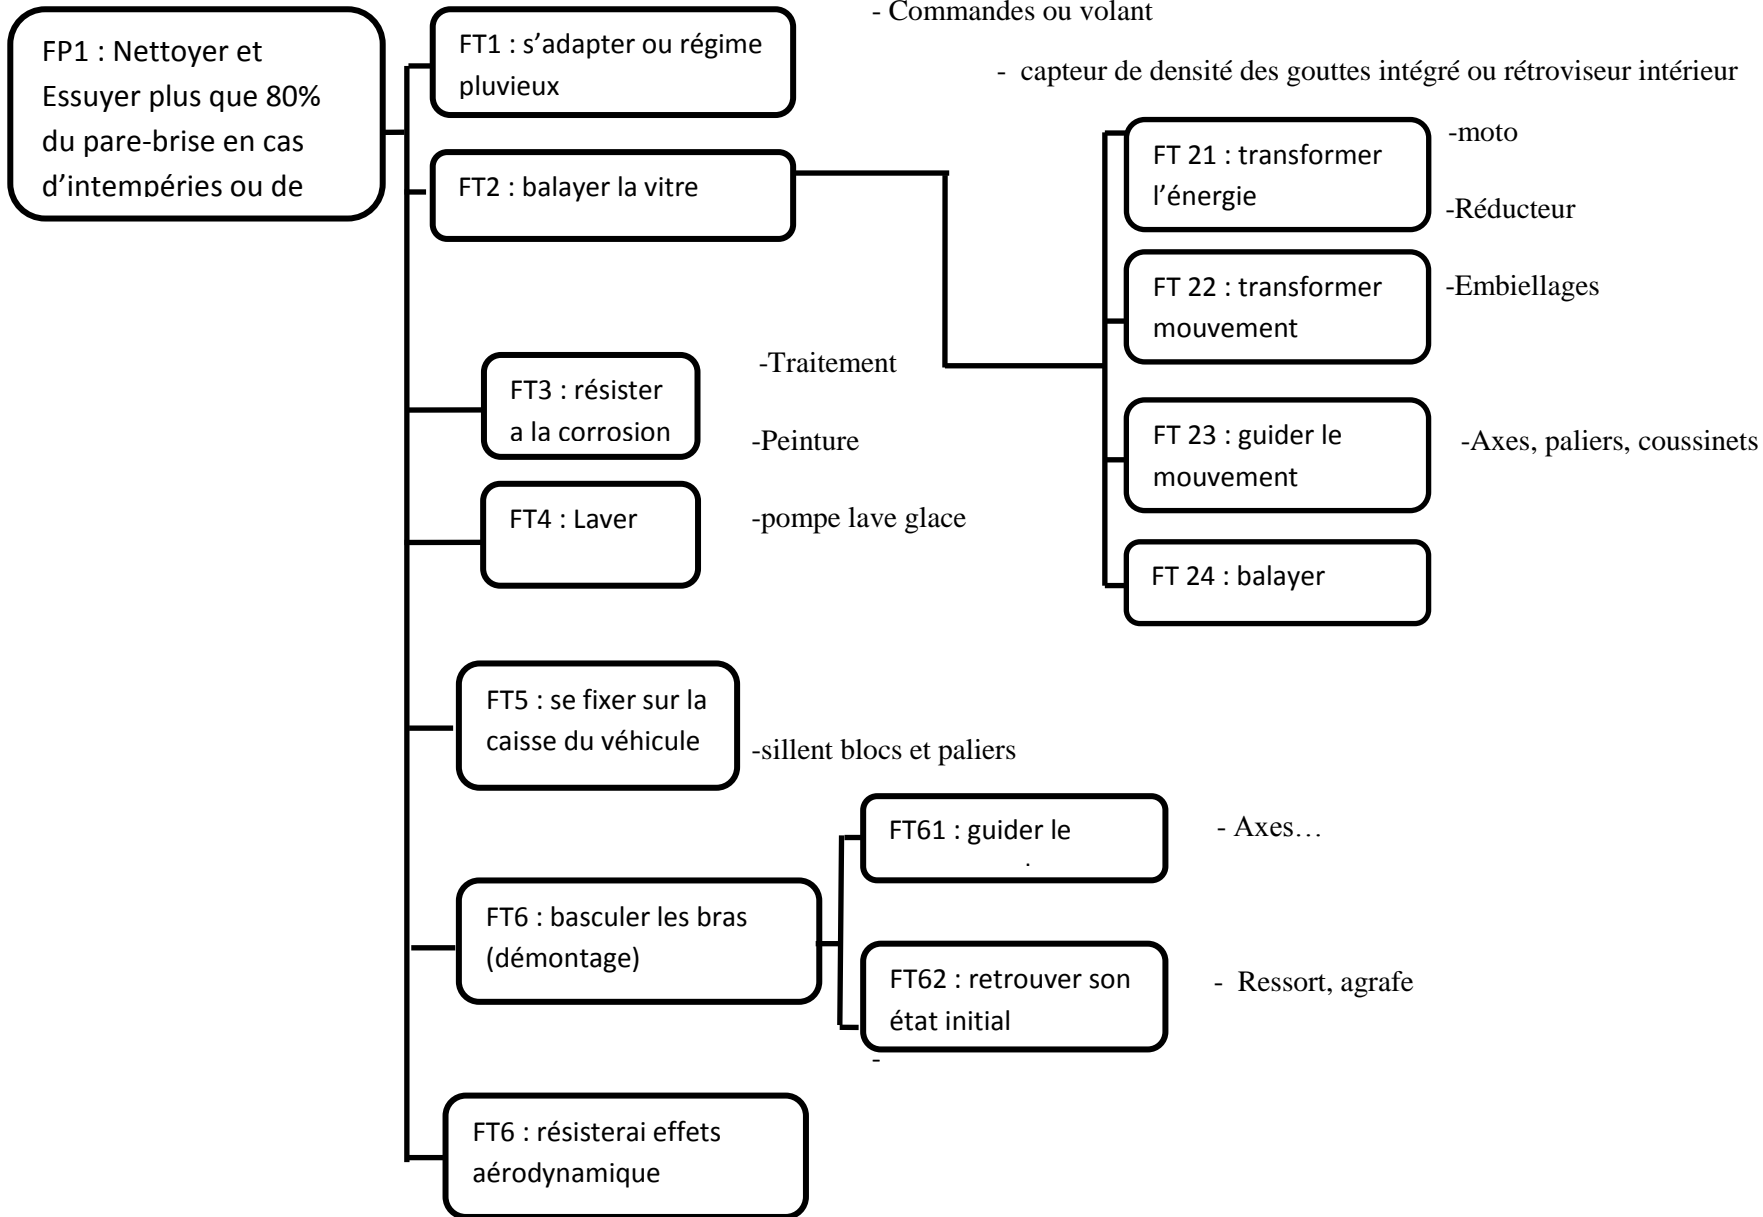 - Commandes ou volant
FP1 : Nettoyer et
Essuyer plus que 80%
du pare-brise en cas
d’intempéries ou de
FT1 : s’adapter ou régime
pluvieux
- capteur de densité des gouttes intégré ou rétroviseur intérieur
FT2 : balayer la vitre
FT 21 : transformer
l’énergie
-moto
-Réducteur
FT 22 : transformer
mouvement
-Embiellages
FT 23 : guider le
mouvement
-Axes, paliers, coussinets
FT 24 : balayer
FT3 : résister
a la corrosion
-Traitement
-Peinture
FT4 : Laver
-pompe lave glace
FT5 : se fixer sur la
caisse du véhicule
-sillent blocs et paliers
FT6 : basculer les bras
(démontage)
FT61 : guider le
- Axes…
FT62 : retrouver son
état initial
- Ressort, agrafe
-
FT6 : résisterai effets
aérodynamique